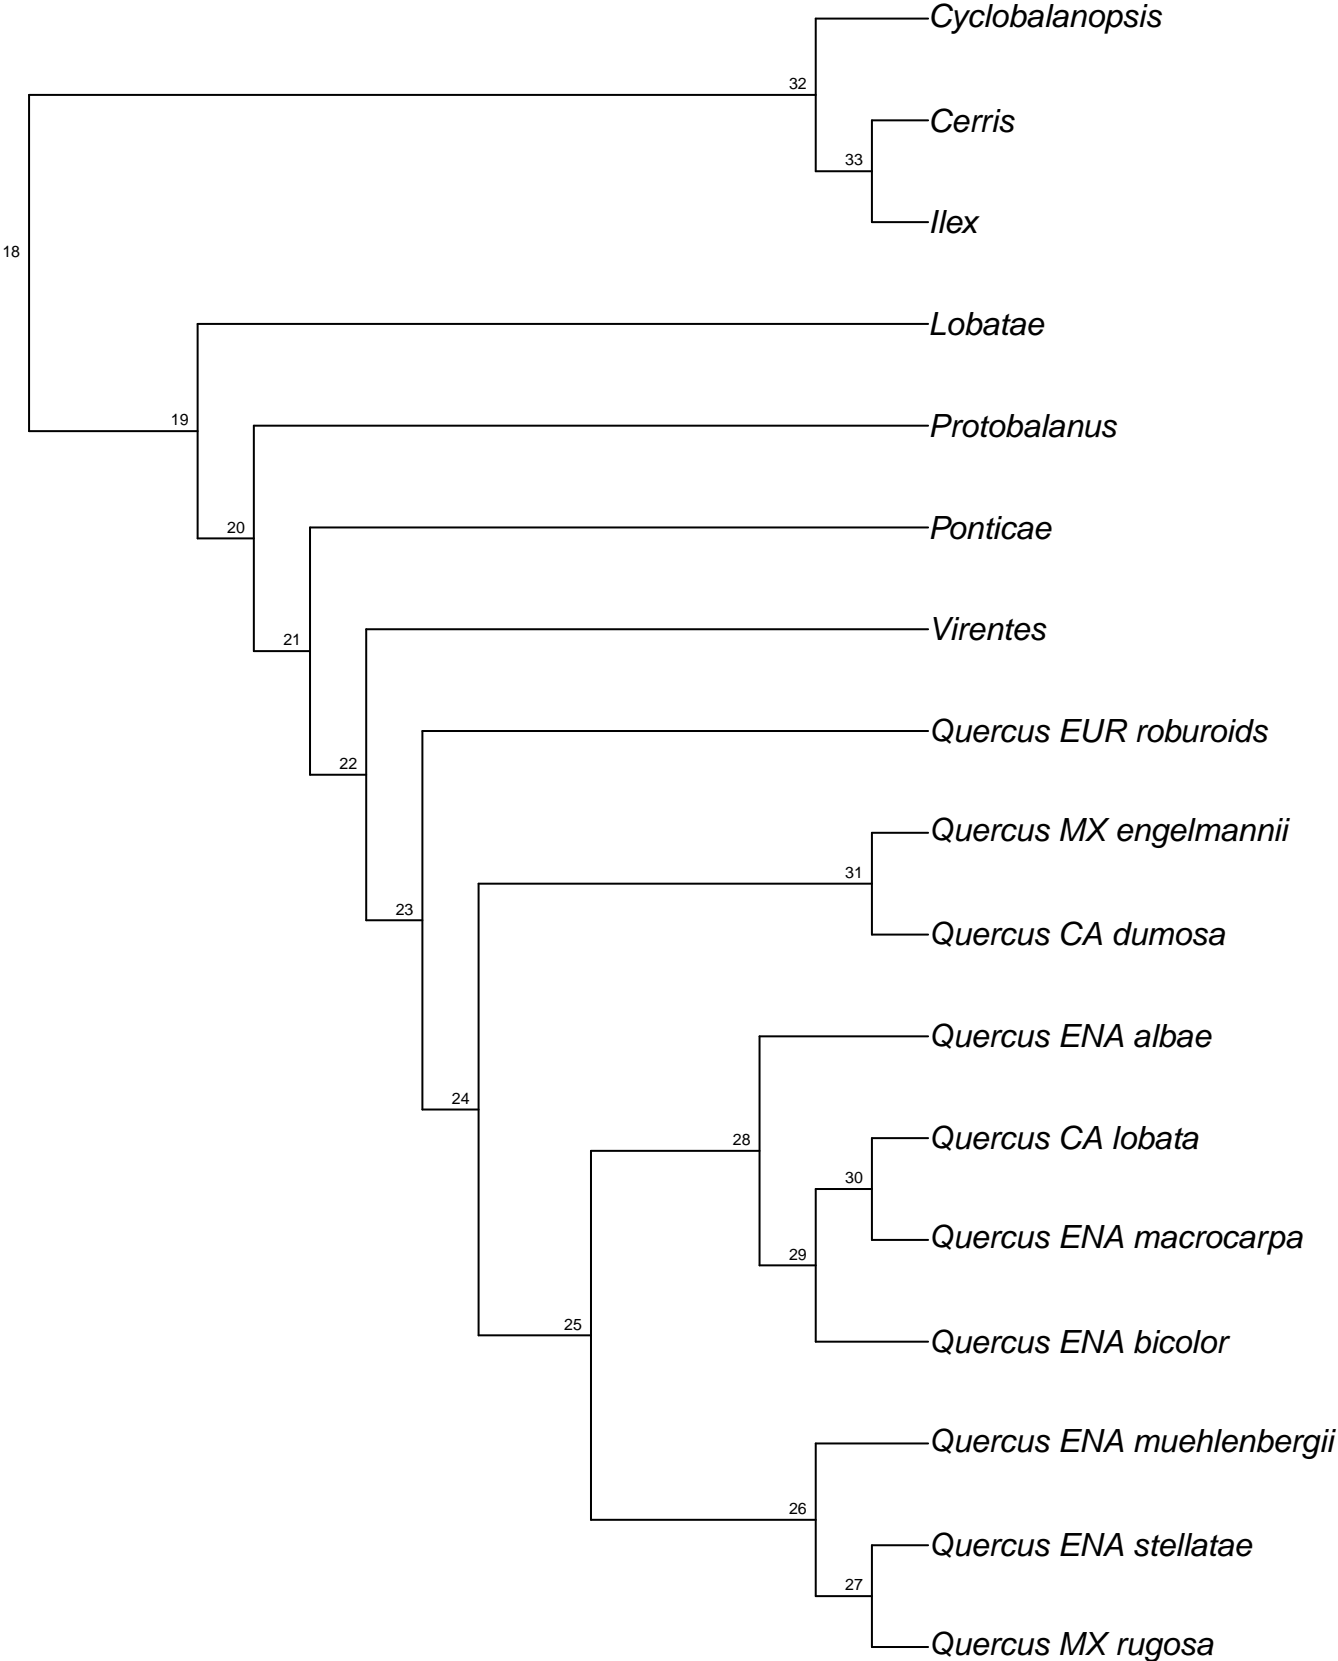 Cyclobalanopsis
32
Cerris
33
Ilex
18
Lobatae
19
Protobalanus
20
Ponticae
21
Virentes
22
Quercus EUR roburoids
Quercus MX engelmannii
31
23
Quercus CA dumosa
Quercus ENA albae
24
28
Quercus CA lobata
30
Quercus ENA macrocarpa
29
25
Quercus ENA bicolor
Quercus ENA muehlenbergii
26
Quercus ENA stellatae
27
Quercus MX rugosa